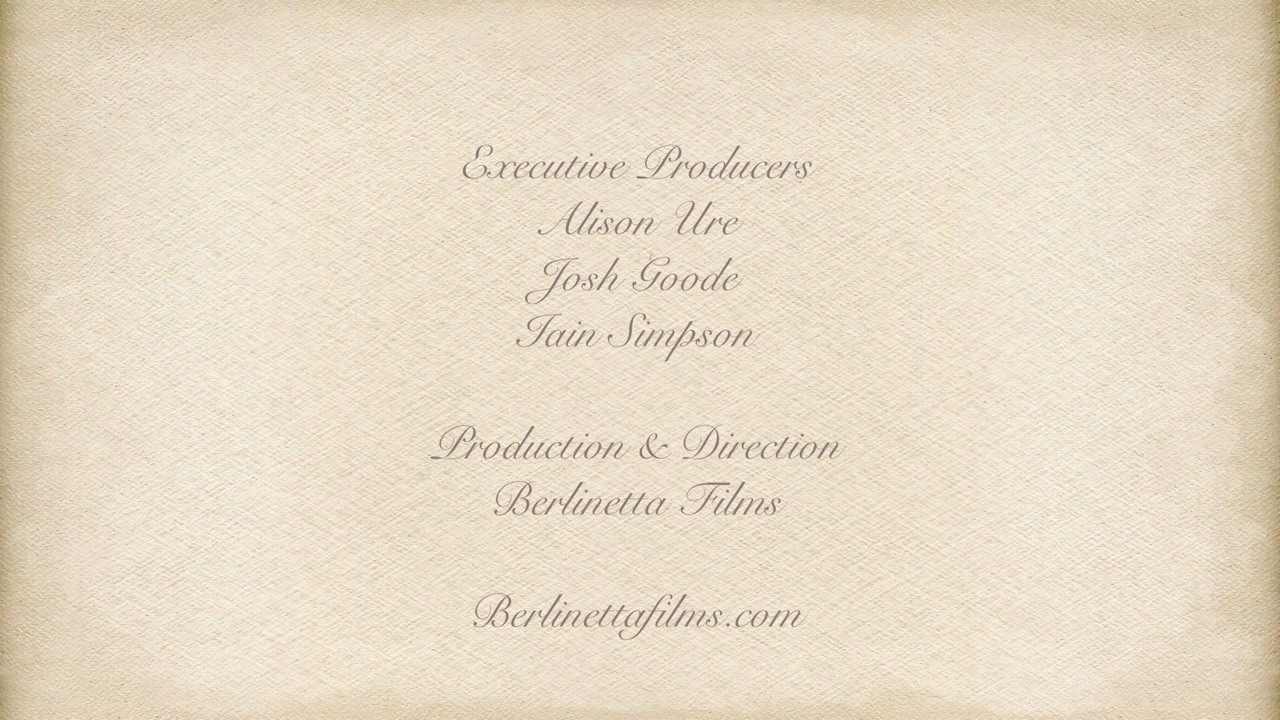 Executive Producers
Alison Ure
Josh Goode
Iain Simpson
Production & Direction
Berlinetta Films
Berlinettafilms.com